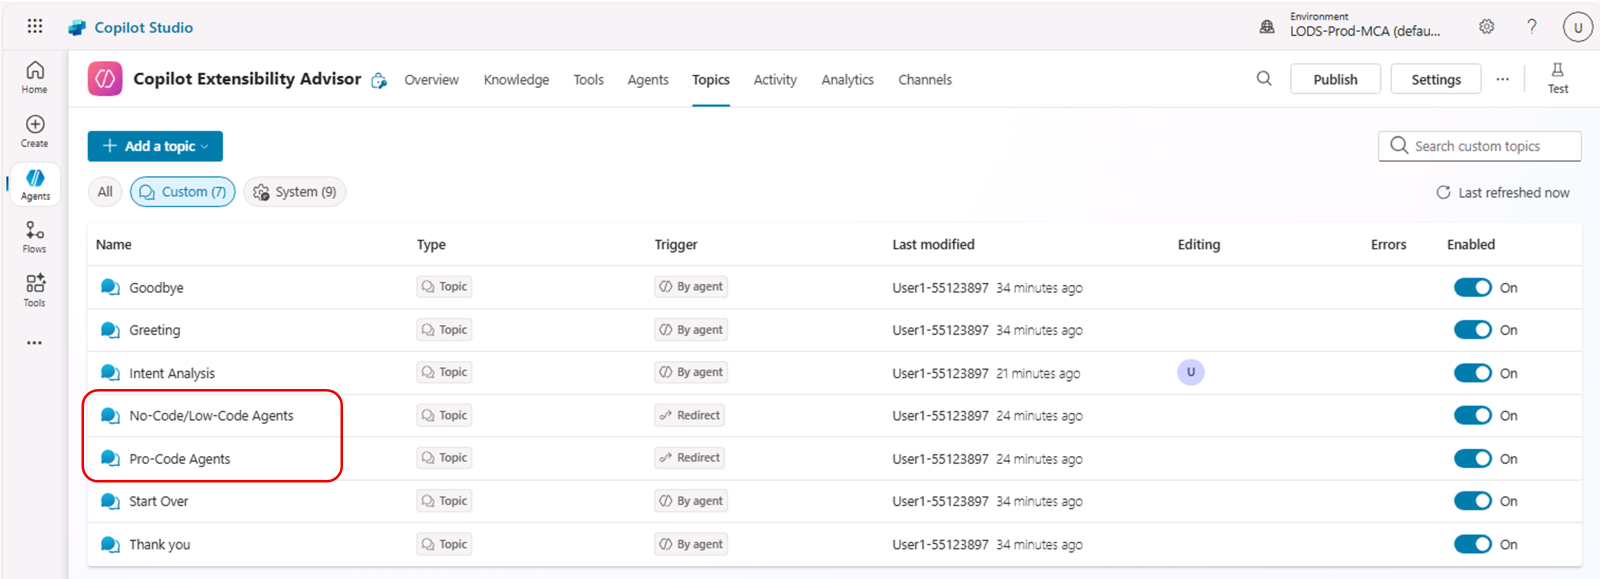 Copilot Studio
Environment
LODS-Prod-MCA (defau...
?
U
Home
Create
Agents
Flows
Tools
Copilot Extensibility Advisor
Overview Knowledge Tools Agents Topics Activity Analytics Channels
Publish Settings ... Test
+ Add a topic
Search custom topics
All Custom (7) System (9)
Last refreshed now
Name Type Trigger Last modified Editing Errors Enabled
Goodbye Topic By agent User1-55123897 34 minutes ago On
Greeting Topic By agent User1-55123897 34 minutes ago On
Intent Analysis Topic By agent User1-55123897 21 minutes ago U On
No-Code/Low-Code Agents Topic Redirect User1-55123897 24 minutes ago On
Pro-Code Agents Topic Redirect User1-55123897 24 minutes ago On
Start Over Topic By agent User1-55123897 34 minutes ago On
Thank you Topic By agent User1-55123897 34 minutes ago On